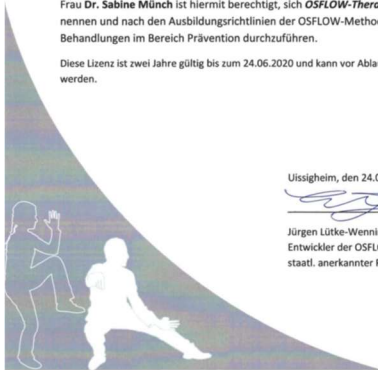 Frau Dr. Sabine Münch ist hiermit berechtigt, sich OSFLOW-Thera
nennen und nach den Ausbildungsrichtlinien der OSFLOW-Metho
Behandlungen im Bereich Prävention durchzuführen.
Diese Lizenz ist zwei Jahre gültig bis zum 24.06.2020 und kann vor Abla
werden.
Uissigheim, den 24.0
Jürgen Lütke-Wenni
Entwickler der OSFL
staatl. anerkannter